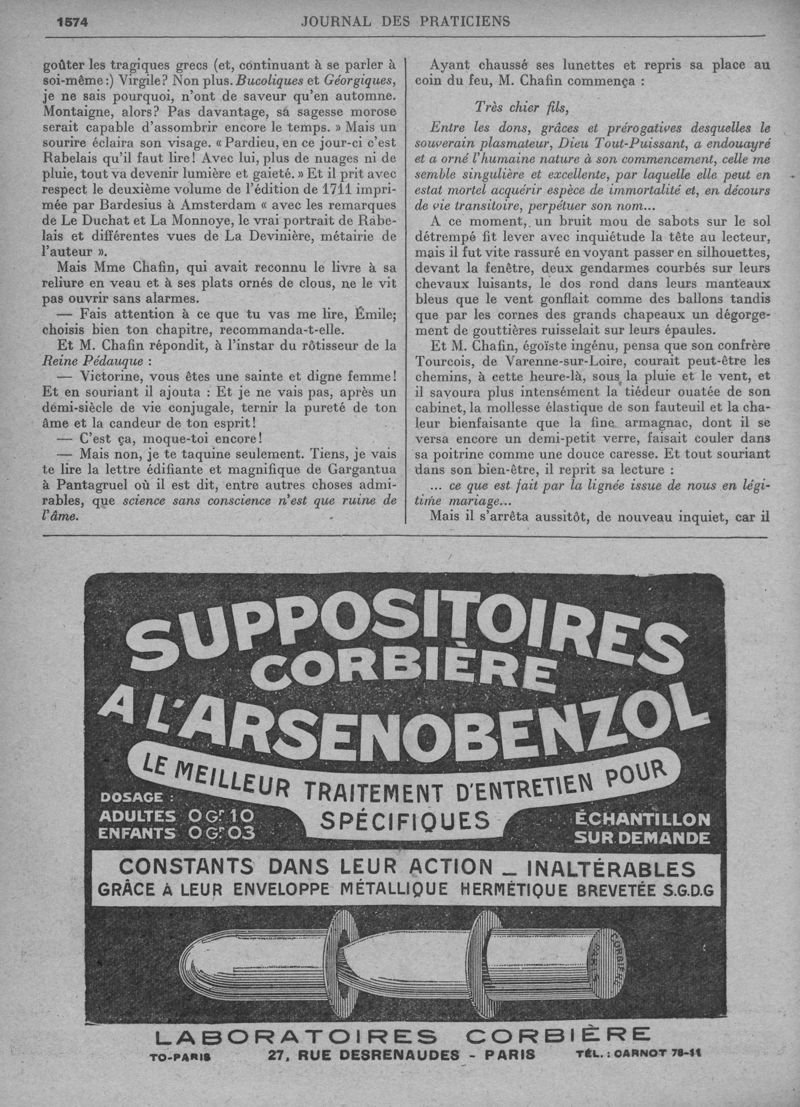 1574
JOURNAL DES PRATICIENS
goûter les tragiques grecs (et, continuant à se parler à
soi-même :) Virgile? Non plus. Bucoliques et Géorgiques,
je ne sais pourquoi, n'ont de saveur qu'en automne.
Montaigne, alors? Pas davantage, sa sagesse morose
serait capable d'assombrir encore le temps. » Mais un
sourire éclaira son visage. « Pardieu, en ce jour-ci c'est
Rabelais qu'il faut lire! Avec lui, plus de nuages ni de
pluie, tout va devenir lumière et gaieté. » Et il prit avec
respect le deuxième volume de l'édition de 1711 impri-
mée par Bardesius à Amsterdam « avec les remarques
de Le Duchat et La Monnoye, le vrai portrait de Rabe-
lais et différentes vues de La Devinière, métairie de
l'auteur ».
Mais Mme Chafin, qui avait reconnu le livre à sa
reliure en veau et à ses plats ornés de clous, ne le vit
pas ouvrir sans alarmes.
— Fais attention à ce que tu vas me lire, Émile;
choisis bien ton chapitre, recommanda-t-elle.
Et M. Chafin répondit, à l'instar du rôtisseur de la
Reine Pédauque :
— Victorine, vous êtes une sainte et digne femme!
Et en souriant il ajouta : Et je ne vais pas, après un
demi-siècle de vie conjugale, ternir la pureté de ton
âme et la candeur de ton esprit!
— C'est ça, moque-toi encore!
— Mais non, je te taquine seulement. Tiens, je vais
te lire la lettre édifiante et magnifique de Gargantua
à Pantagruel où il est dit, entre autres choses admi-
rables, que science sans conscience n'est que ruine de
l'âme.
Ayant chaussé ses lunettes et repris sa place au
coin du feu, M. Chafin commença :
Très chier fils,
Entre les dons, grâces et prérogatives desquelles le
souverain plasmateur, Dieu Tout-Puissant, a endouayré
et a orné l'humaine nature à son commencement, celle me
semble singulière et excellente, par laquelle elle peut en
estat mortel acquérir espèce de immortalité et, en décours
de vie transitoire, perpétuer son nom...
A ce moment, un bruit mou de sabots sur le sol
détrempé fit lever avec inquiétude la tête au lecteur,
mais il fut vite rassuré en voyant passer en silhouettes,
devant la fenêtre, deux gendarmes courbés sur leurs
chevaux luisants, le dos rond dans leurs manteaux
bleus que le vent gonflait comme des ballons tandis
que par les cornes des grands chapeaux un dégorge-
ment de gouttières ruisselait sur leurs épaules.
Et M. Chafin, égoïste ingénu, pensa que son confrère
Tourcois, de Varenne-sur-Loire, courait peut-être les
chemins, à cette heure-là, sous la pluie et le vent, et
il savoura plus intensément la tiédeur ouatée de son
cabinet, la mollesse élastique de son fauteuil et la cha-
leur bienfaisante que la fine armagnac, dont il se
versa encore un demi-petit verre, faisait couler dans
sa poitrine comme une douce caresse. Et tout souriant
dans son bien-être, il reprit sa lecture :
... ce que est fait par la lignée issue de nous en légi-
time mariage...
Mais il s'arrêta aussitôt, de nouveau inquiet, car il
SUPPOSITOIRES
CORBIÈRE
A L'ARSENOBENZOL
LE MEILLEUR TRAITEMENT D'ENTRETIEN POUR
SPÉCIFIQUES
DOSAGE :
ADULTES 0 Gr 10
ENFANTS 0 Gr 03
ÉCHANTILLON
SUR DEMANDE
CONSTANTS DANS LEUR ACTION _ INALTÉRABLES
GRÂCE A LEUR ENVELOPPE MÉTALLIQUE HERMÉTIQUE BREVETÉE S.G.D.G
CORBIÈRE
PARIS
LABORATOIRES CORBIÈRE
TO-PARIS
27, RUE DESRENAUDES - PARIS
TÉL. : CARNOT 78-11